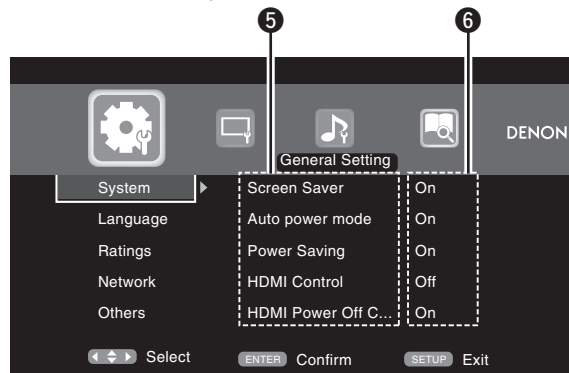 5 6
DENON
General Setting
System Screen Saver On
Language Auto power mode On
Ratings Power Saving On
Network HDMI Control Off
Others HDMI Power Off C... On
Select ENTER Confirm SETUP Exit